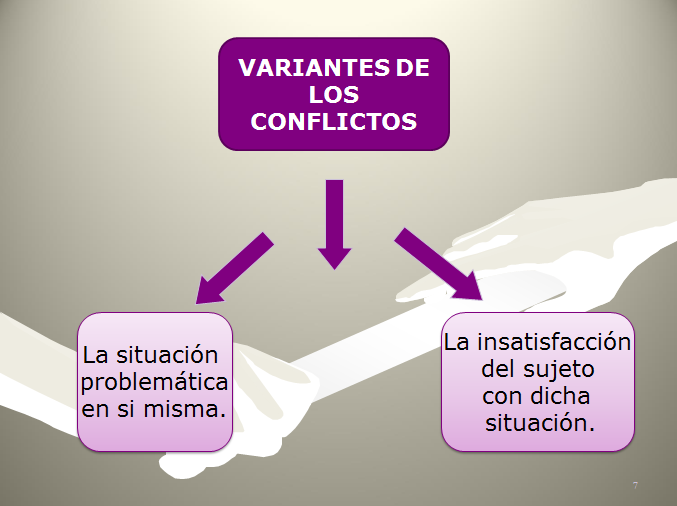 VARIANTES DE
LOS
CONFLICTOS
La situación
problemática
en si misma.
La insatisfacción
del sujeto
con dicha
situación.
7